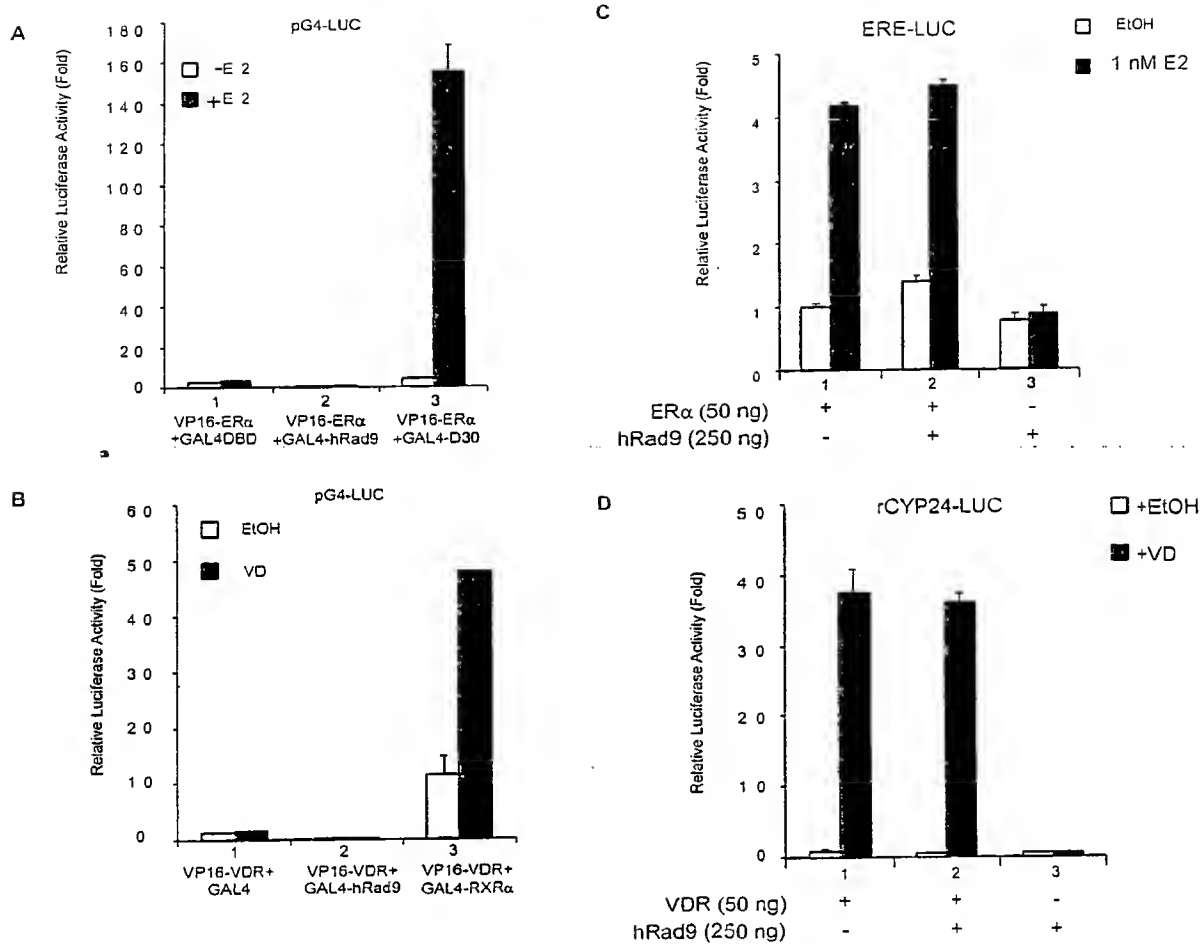 A
pG4-LUC
Relative Luciferase Activity (Fold)
180
160
140
120
100
80
60
40
20
0
-E 2
+E 2
1
2
3
VP16-ERα
+GAL4DBD
VP16-ERα
+GAL4-hRad9
VP16-ERα
+GAL4-D30
B
pG4-LUC
Relative Luciferase Activity (Fold)
60
50
40
30
20
10
0
EtOH
VD
1
2
3
VP16-VDR+
GAL4
VP16-VDR+
GAL4-hRad9
VP16-VDR+
GAL4-RXRα
C
ERE-LUC
EtOH
1 nM E2
Relative Luciferase Activity (Fold)
5
4
3
2
1
0
1
2
3
ERα (50 ng) + + -
hRad9 (250 ng) - + +
D
rCYP24-LUC
+EtOH
+VD
Relative Luciferase Activity (Fold)
50
40
30
20
10
0
1
2
3
VDR (50 ng) + + -
hRad9 (250 ng) - + +